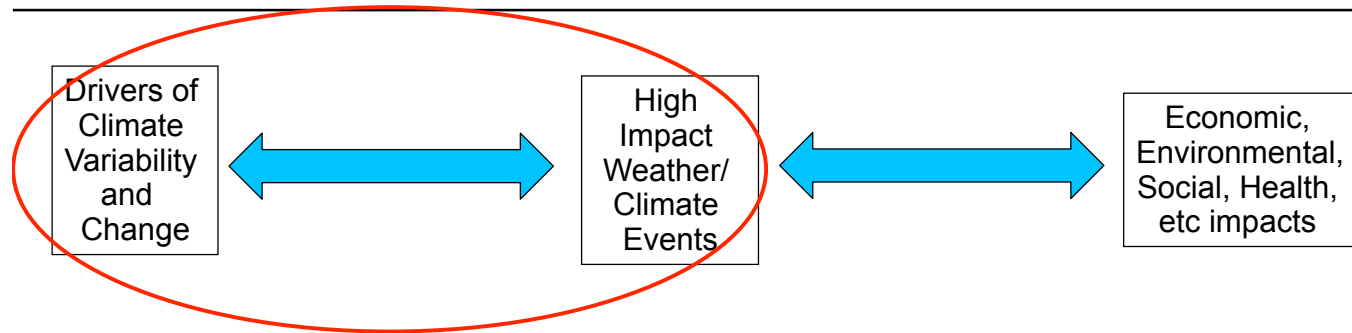 Drivers of
Climate
Variability
and
Change
High
Impact
Weather/
Climate
Events
Economic,
Environmental,
Social, Health,
etc impacts